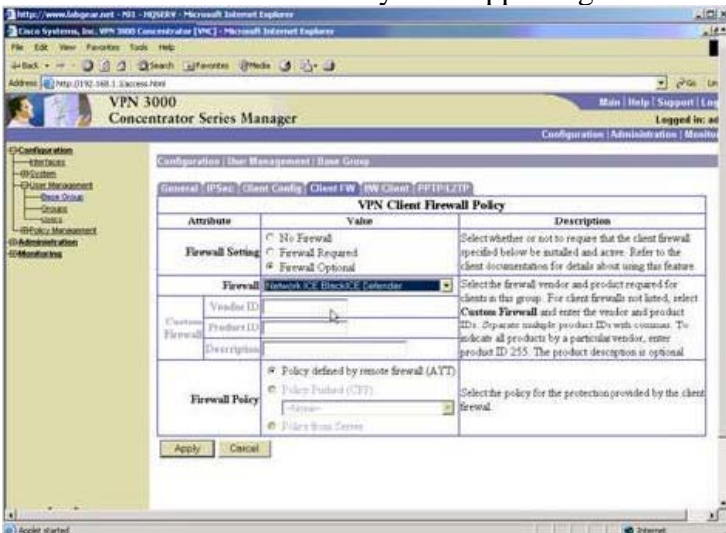 http://www.labgear.net - M1 - HQSERV - Microsoft Internet Explorer
Cisco Systems, Inc. VPN 3000 Concentrator [VNC] - Microsoft Internet Explorer
File Edit View Favorites Tools Help
Back Search Favorites Media
Address http://192.168.1.1/access.html Go
VPN 3000
Concentrator Series Manager
Main | Help | Support | Log
Logged in: ad
Configuration | Administration | Monitor
Configuration
Interfaces
System
User Management
Base Group
Groups
Users
Policy Management
Administration
Monitoring
Configuration | User Management | Base Group
General IPSec Client Config Client FW HW Client PPTP/L2TP
VPN Client Firewall Policy
Attribute Value Description
Firewall Setting
No Firewall
Firewall Required
Firewall Optional
Select whether or not to require that the client firewall
specified below be installed and active. Refer to the
client documentation for details about using this feature.
Firewall Network ICE BlackICE Defender
Custom Firewall
Vendor ID
Product ID
Description
Select the firewall vendor and product required for
clients in this group. For client firewalls not listed, select
Custom Firewall and enter the vendor and product
IDs. Separate multiple product IDs with commas. To
indicate all products by a particular vendor, enter
product ID 255. The product description is optional.
Firewall Policy
Policy defined by remote firewall (AYT)
Policy Pushed (CPP)
--None--
Policy from Server
Select the policy for the protection provided by the client
firewall.
Apply Cancel
Applet started
Internet